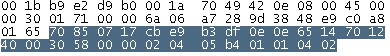 00 1b b9 e2 d9 b0 00 1a 70 49 42 0e 08 00 45 00
00 30 01 71 00 00 6a 06 a7 28 9d 38 48 e9 c0 a8
01 65 70 85 07 17 cb e9 b3 df 0e 0e 65 14 70 12
40 00 30 58 00 00 02 04 05 b4 01 01 04 02